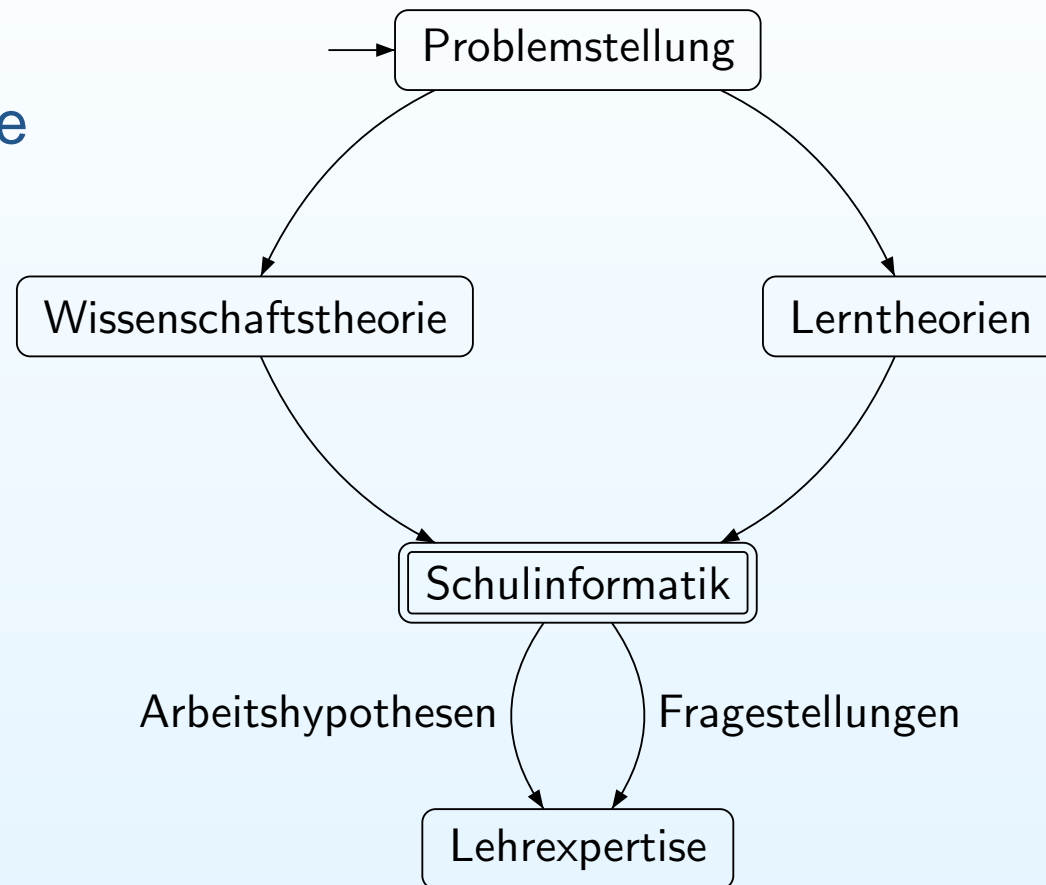 Problemstellung
e
Wissenschaftstheorie
Lerntheorien
Schulinformatik
Arbeitshypothesen
Fragestellungen
Lehrexpertise